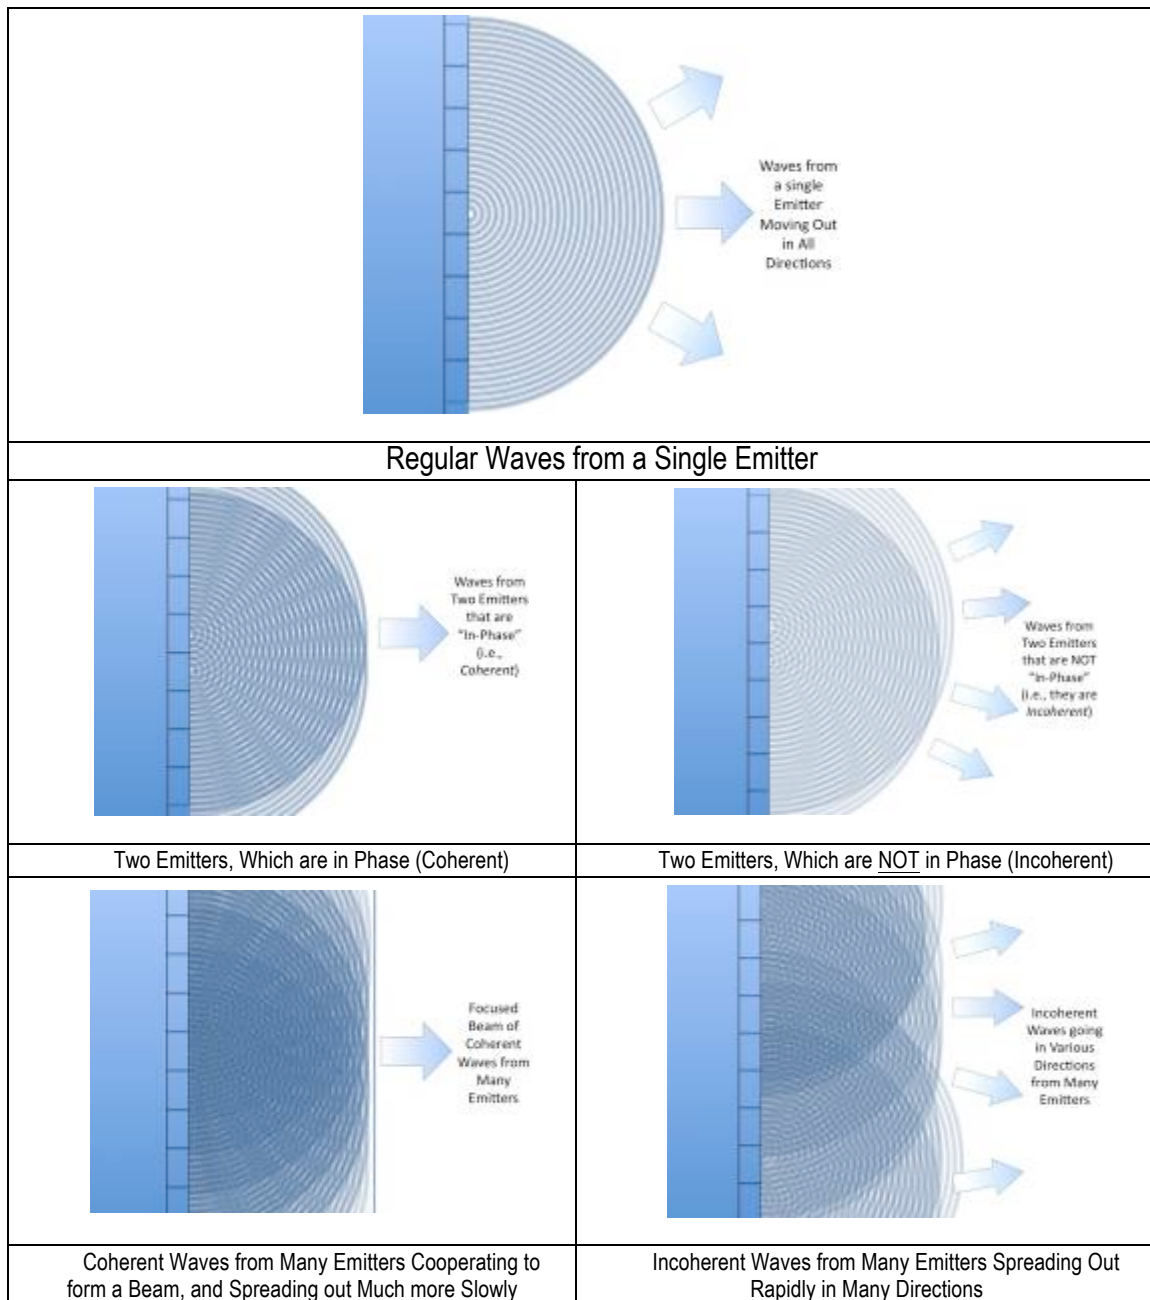 Waves from
a single
Emitter
Moving Out
in All
Directions
Regular Waves from a Single Emitter
Waves from
Two Emitters
that are
"In-Phase"
(i.e.,
Coherent)
Waves from
Two Emitters
that are NOT
"In-Phase"
(i.e., they are
Incoherent)
Two Emitters, Which are in Phase (Coherent)
Two Emitters, Which are NOT in Phase (Incoherent)
Focused
Beam of
Coherent
Waves from
Many
Emitters
Incoherent
Waves going
in Various
Directions
from Many
Emitters
Coherent Waves from Many Emitters Cooperating to
form a Beam, and Spreading out Much more Slowly
Incoherent Waves from Many Emitters Spreading Out
Rapidly in Many Directions